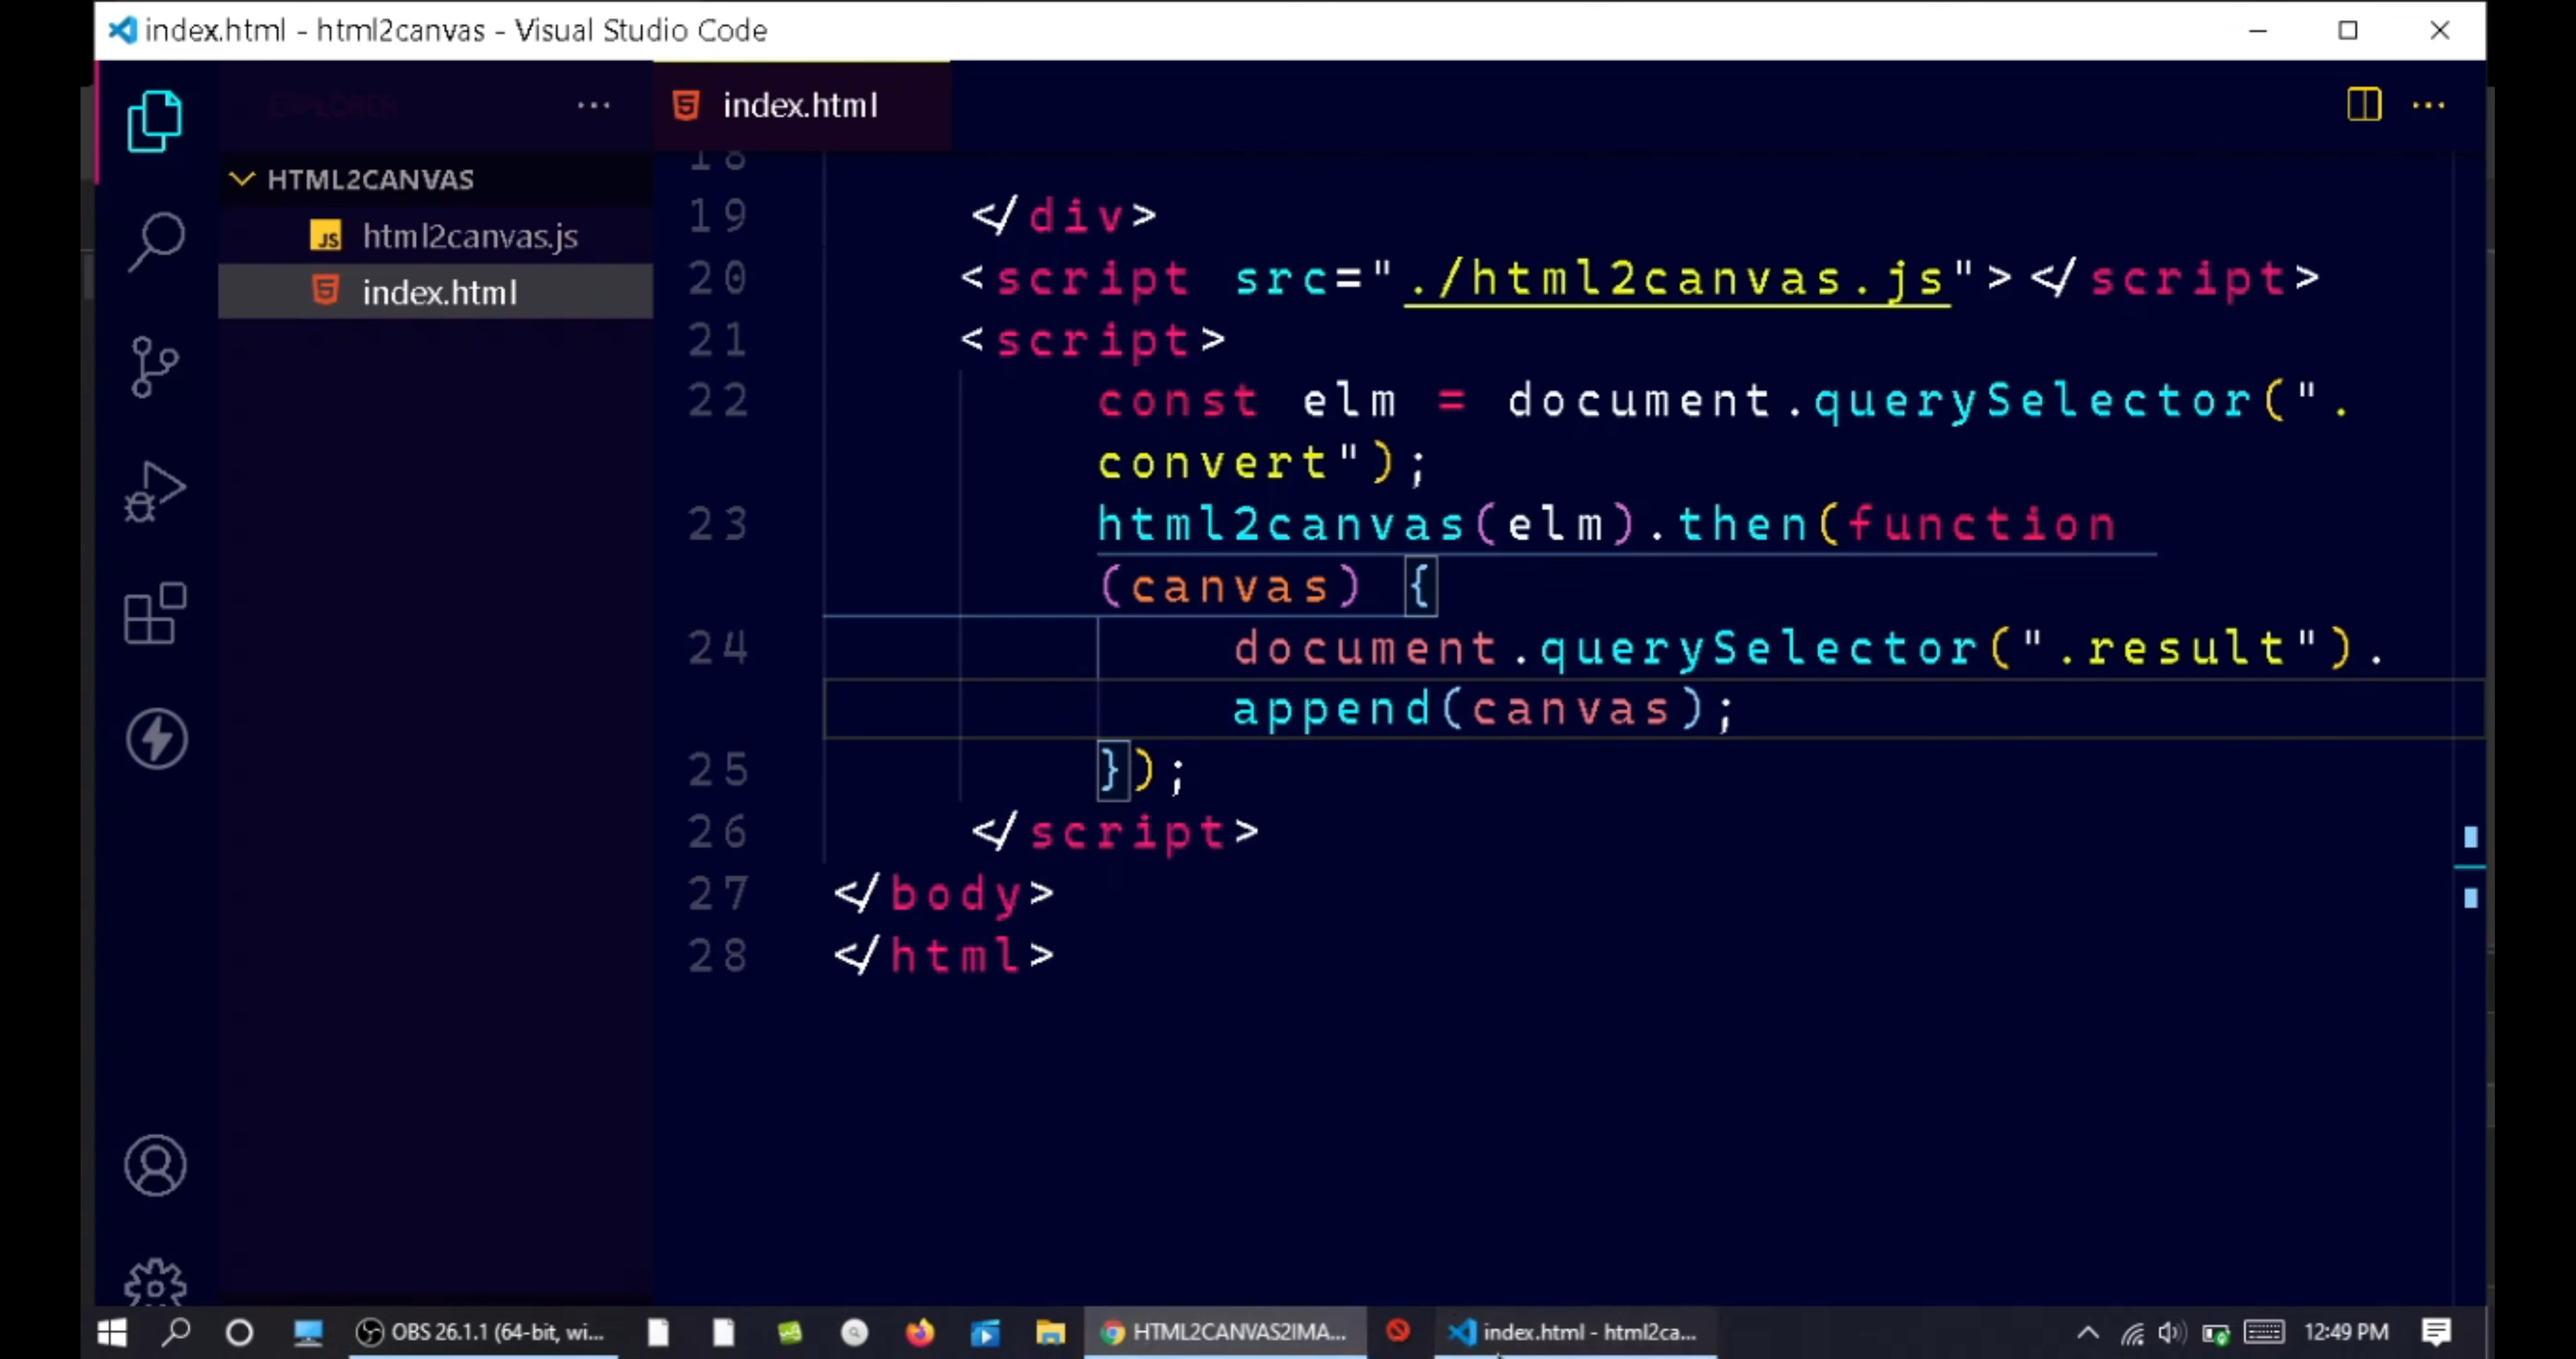 index.html - html2canvas - Visual Studio Code
EXPLORER
index.html
HTML2CANVAS
html2canvas.js
index.html
18
19 </div>
20 <script src="./html2canvas.js"></script>
21 <script>
22 const elm = document.querySelector(".
convert");
23 html2canvas(elm).then(function
(canvas) {
24 document.querySelector(".result").
append(canvas);
25 });
26 </script>
27 </body>
28 </html>
OBS 26.1.1 (64-bit, wi...
HTML2CANVAS2IMA...
index.html - html2ca...
12:49 PM